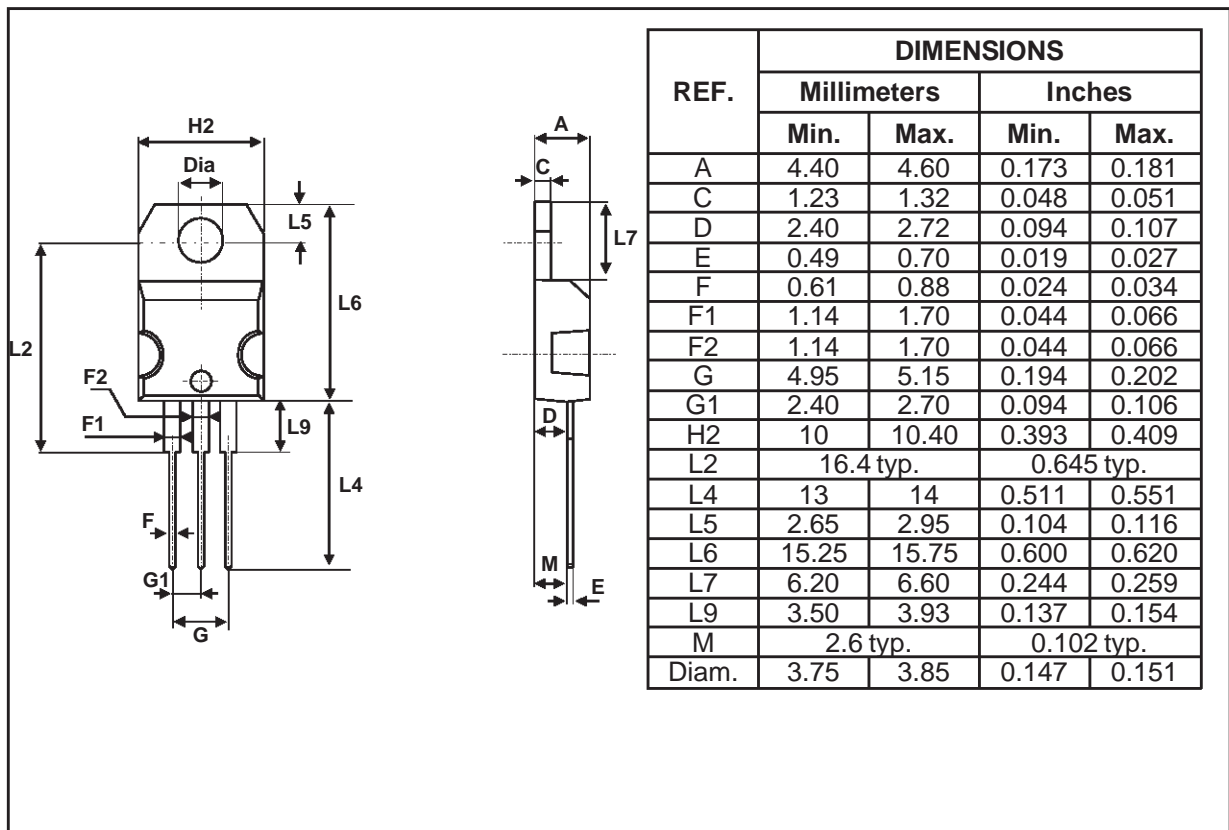 H2
Dia
L5
L6
L2
F2
F1
L9
L4
F
G1
G
A
C
L7
D
M
E
DIMENSIONS
REF. Millimeters Inches
Min. Max. Min. Max.
A 4.40 4.60 0.173 0.181
C 1.23 1.32 0.048 0.051
D 2.40 2.72 0.094 0.107
E 0.49 0.70 0.019 0.027
F 0.61 0.88 0.024 0.034
F1 1.14 1.70 0.044 0.066
F2 1.14 1.70 0.044 0.066
G 4.95 5.15 0.194 0.202
G1 2.40 2.70 0.094 0.106
H2 10 10.40 0.393 0.409
L2 16.4 typ. 0.645 typ.
L4 13 14 0.511 0.551
L5 2.65 2.95 0.104 0.116
L6 15.25 15.75 0.600 0.620
L7 6.20 6.60 0.244 0.259
L9 3.50 3.93 0.137 0.154
M 2.6 typ. 0.102 typ.
Diam. 3.75 3.85 0.147 0.151